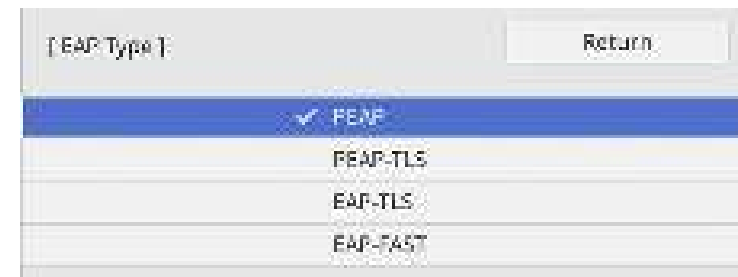 [ EAP Type ]
Return
PEAP
PEAP-TLS
EAP-TLS
EAP-FAST